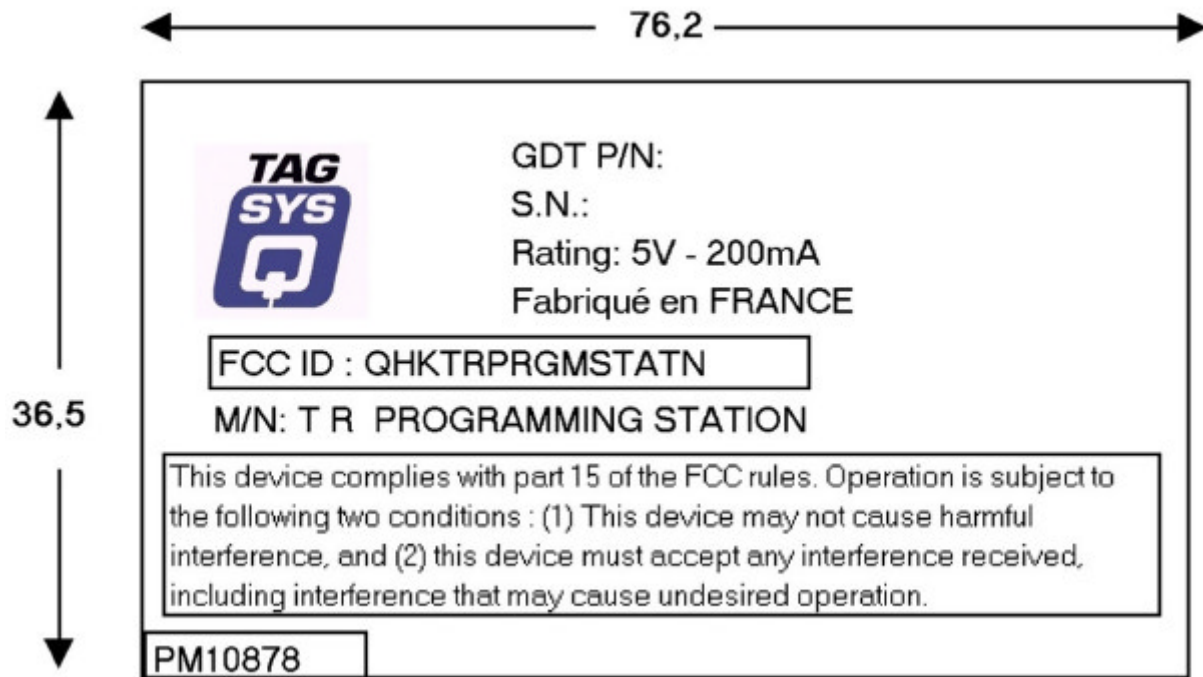 76,2
TAG
SYS
GDT P/N:
S.N.:
Rating: 5V - 200mA
Fabriqué en FRANCE
FCC ID : QHKTRPRGMSTATN
36,5
M/N: T R PROGRAMMING STATION
This device complies with part 15 of the FCC rules. Operation is subject to
the following two conditions : (1) This device may not cause harmful
interference, and (2) this device must accept any interference received,
including interference that may cause undesired operation.
PM10878